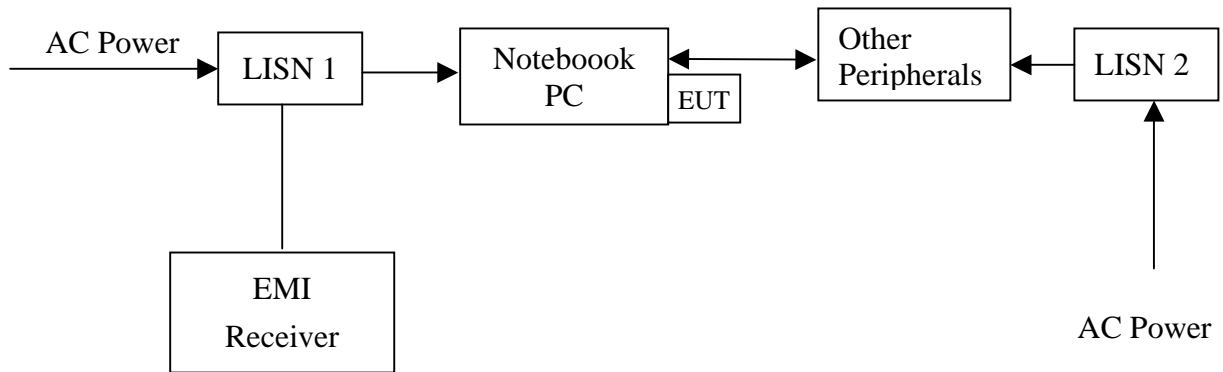 AC Power
LISN 1
Noteboook
PC
EUT
Other
Peripherals
LISN 2
EMI
Receiver
AC Power